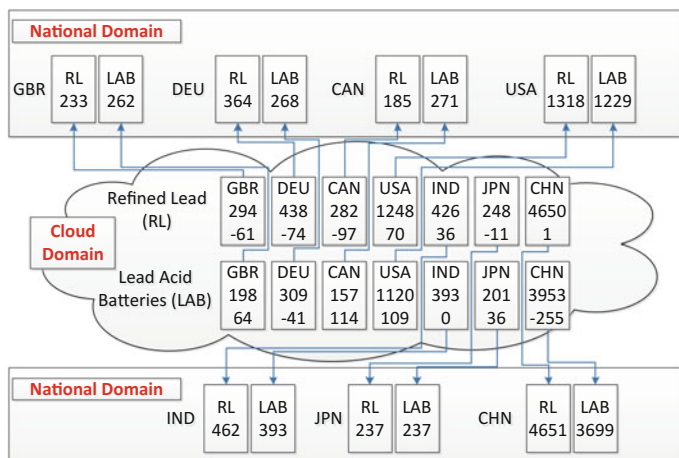 National Domain
GBR RL LAB DEU RL LAB CAN RL LAB USA RL LAB
233 262 364 268 185 271 1318 1229
Refined Lead
(RL)
GBR DEU CAN USA IND JPN CHN
294 438 282 1248 426 248 4650
-61 -74 -97 70 36 -11 1
Cloud
Domain
Lead Acid
Batteries (LAB)
GBR DEU CAN USA IND JPN CHN
198 309 157 1120 393 201 3953
64 -41 114 109 0 36 -255
National Domain
IND RL LAB JPN RL LAB CHN RL LAB
462 393 237 237 4651 3699